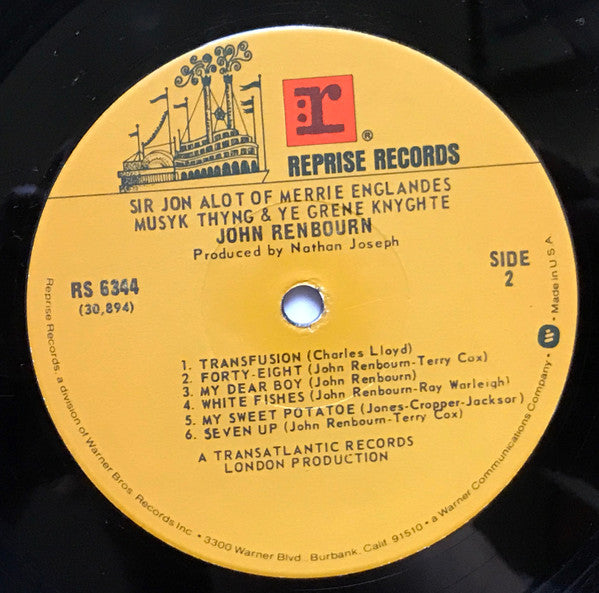 r
®
REPRISE RECORDS
SIR JON ALOT OF MERRIE ENGLANDES
MUSYK THYNG & YE GRENE KNYGHTE
JOHN RENBOURN
Produced by Nathan Joseph
RS 6344
(30,894)
SIDE
2
1. TRANSFUSION (Charles Lloyd)
2. FORTY-EIGHT (John Renbourn-Terry Cox)
3. MY DEAR BOY (John Renbourn)
4. WHITE FISHES (John Renbourn-Ray Warleigh)
5. MY SWEET POTATOE (Jones-Cropper-Jackson)
6. SEVEN UP (John Renbourn-Terry Cox)
A TRANSATLANTIC RECORDS
LONDON PRODUCTION
Reprise Records, a division of Warner Bros. Records Inc • 3300 Warner Blvd., Burbank, Calif. 91510 • a Warner Communications Company • W • Made in U S A